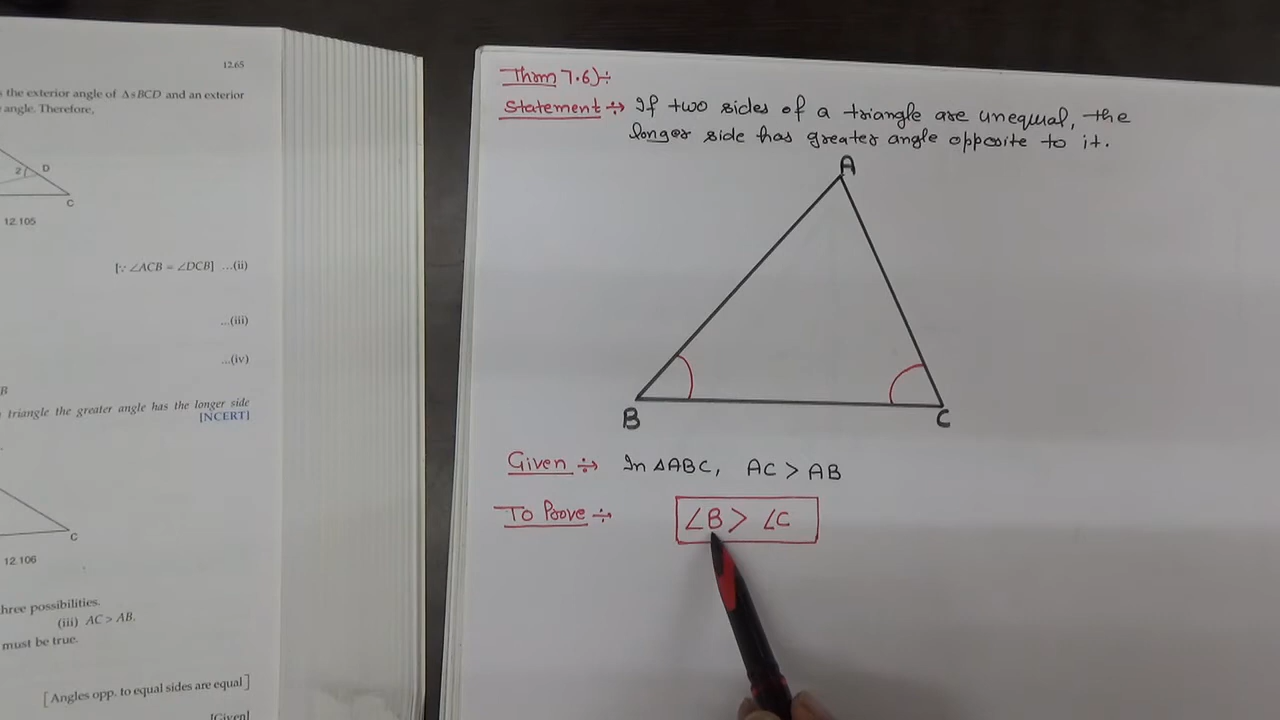 12.65
the exterior angle of ΔsBCD and an exterior
angle. Therefore,
2
D
C
12.105
[∵ ∠ACB = ∠DCB] ...(ii)
...(iii)
...(iv)
B
triangle the greater angle has the longer side
[NCERT]
C
12.106
three possibilities.
(iii) AC > AB.
must be true.
[Angles opp. to equal sides are equal]
[Given]
Thm 7.6)÷
Statement ÷→ If two sides of a triangle are unequal, the
longer side has greater angle opposite to it.
A
B
C
Given ÷→ In ΔABC, AC > AB
To Prove ÷→ ∠B > ∠C